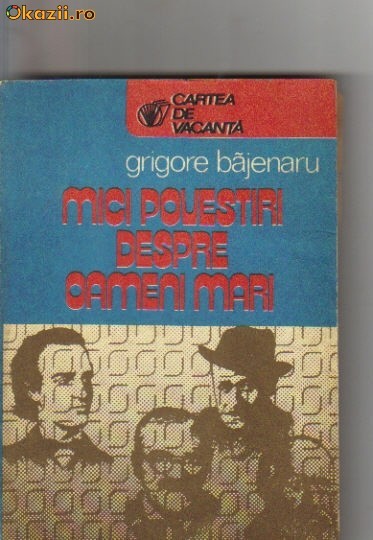 Okazii.ro
CARTEA
DE
VACANȚĂ
grigore băjenaru
MICI POVESTIRI
DESPRE
OAMENI MARI